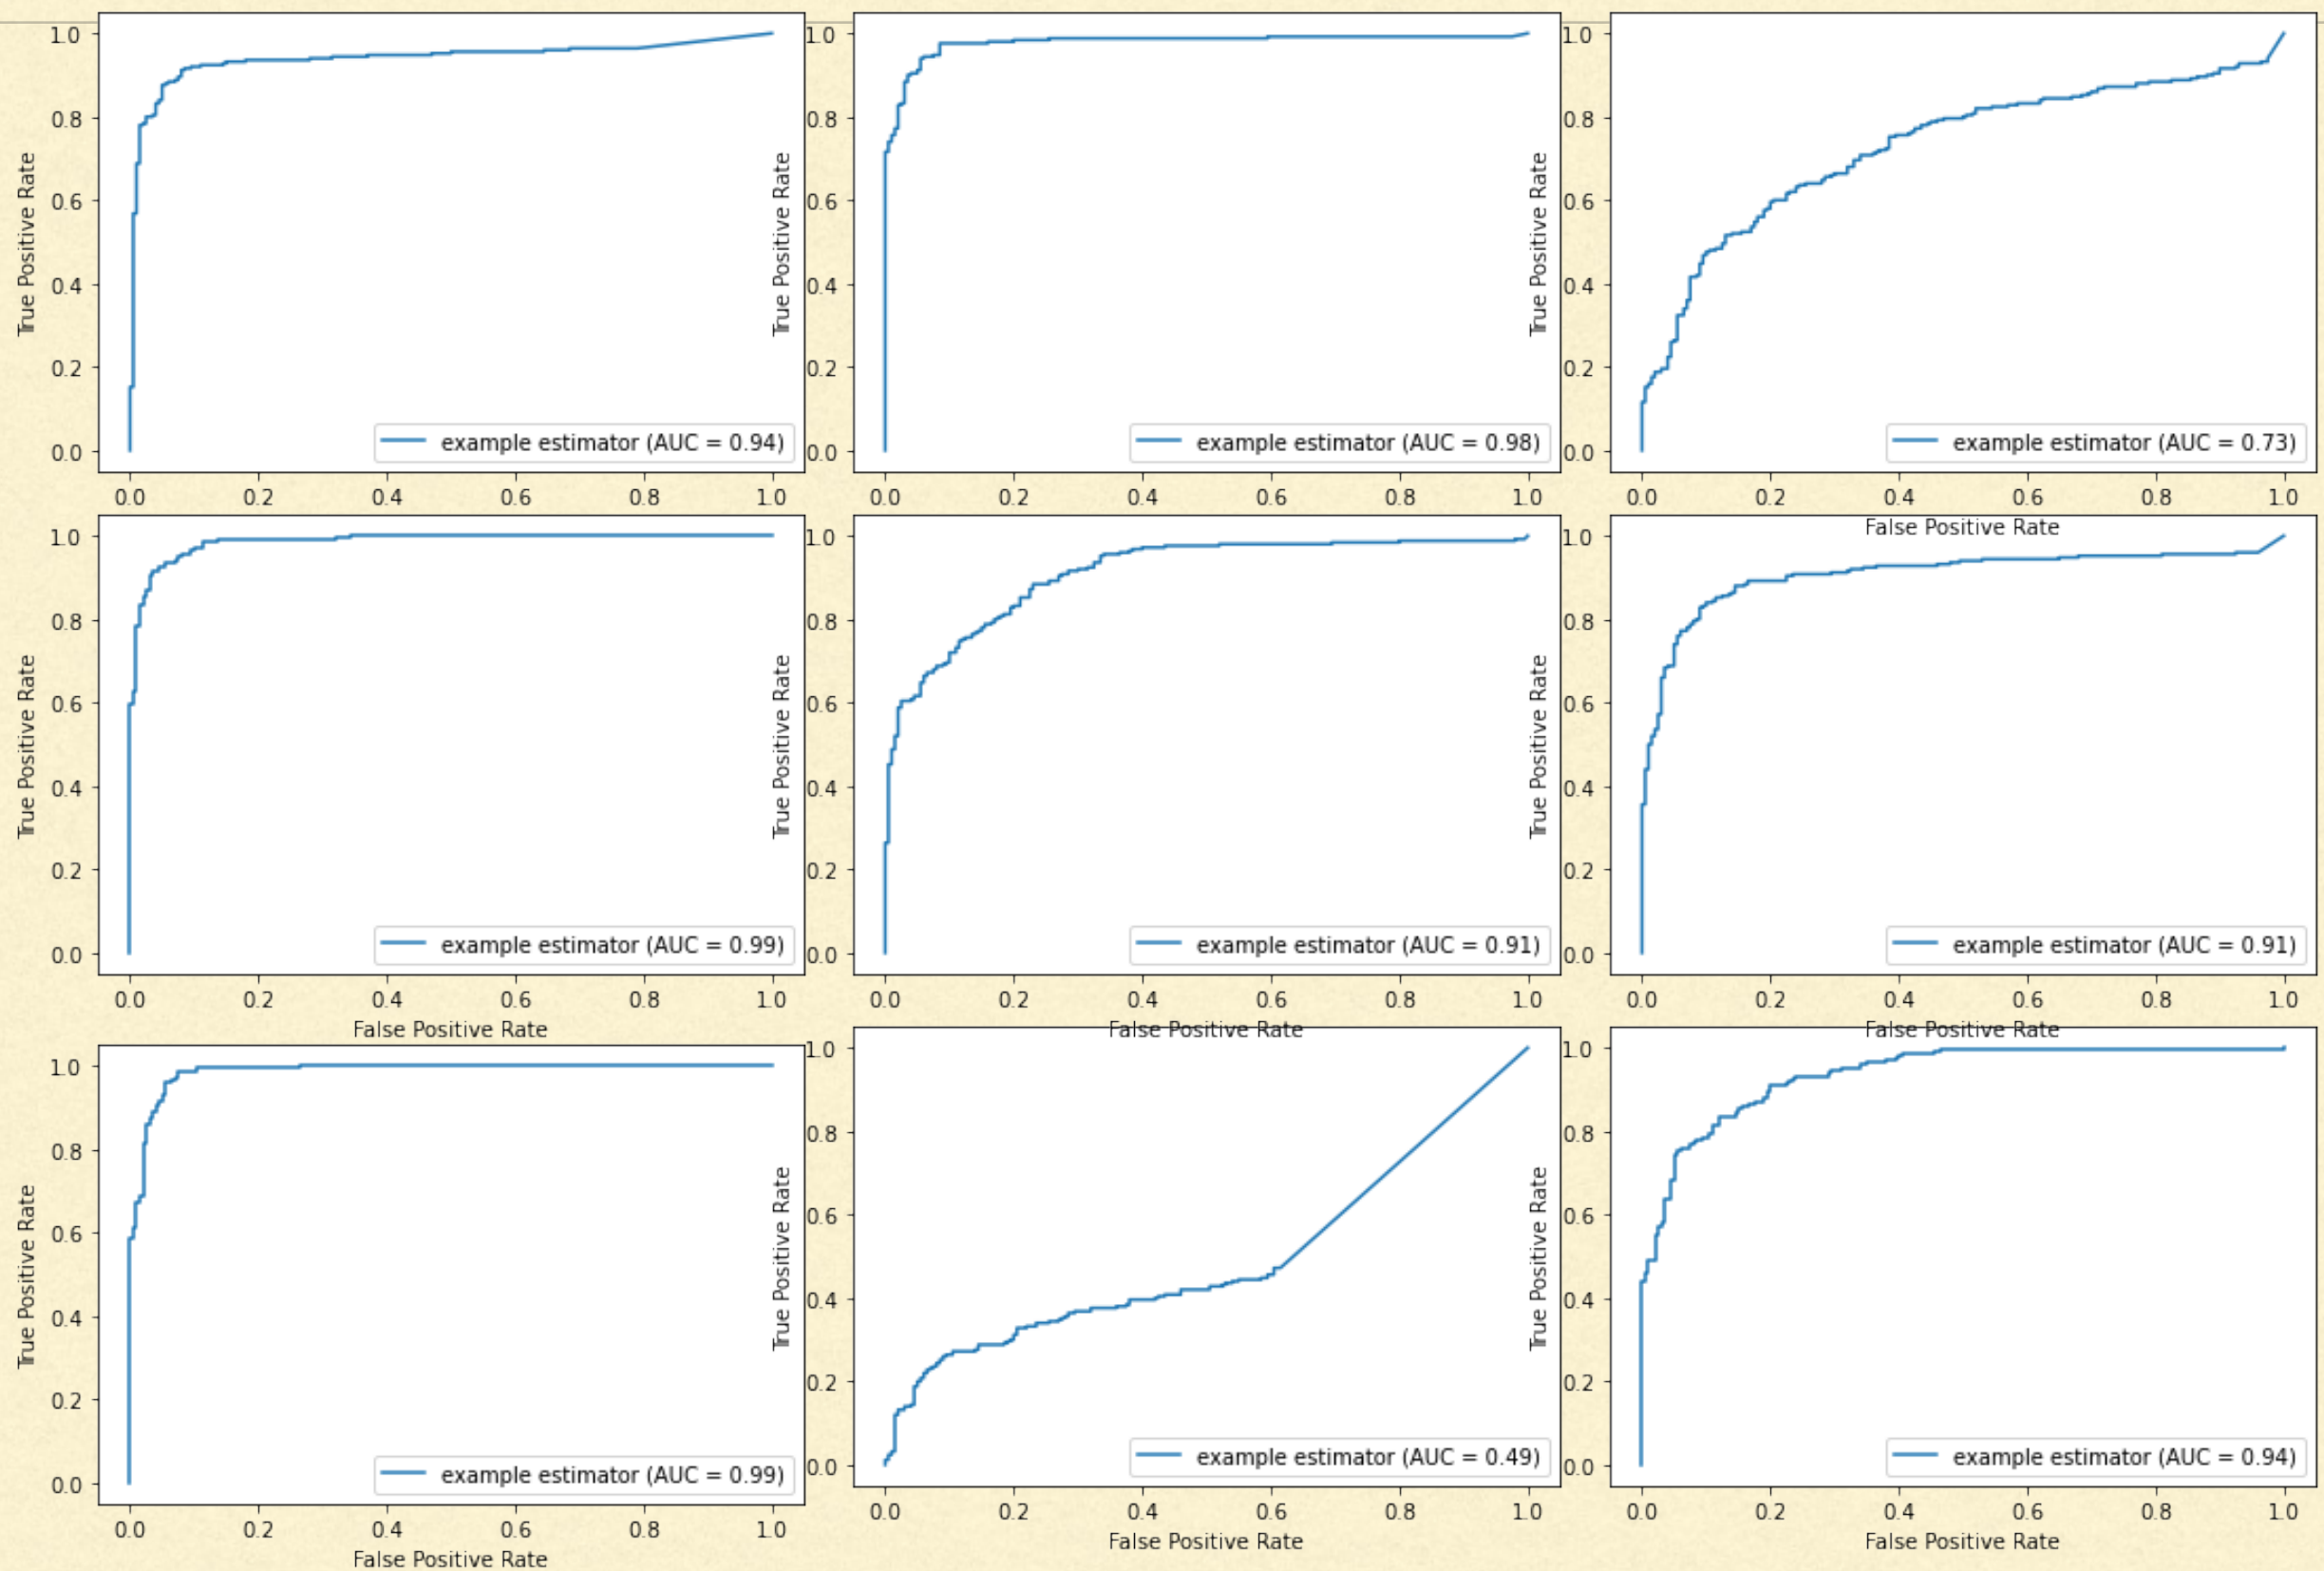 1.0
0.8
0.6
0.4
0.2
0.0
True Positive Rate
example estimator (AUC = 0.94)
0.0 0.2 0.4 0.6 0.8 1.0
1.0
0.8
0.6
0.4
0.2
0.0
True Positive Rate
example estimator (AUC = 0.98)
0.0 0.2 0.4 0.6 0.8 1.0
1.0
0.8
0.6
0.4
0.2
0.0
True Positive Rate
example estimator (AUC = 0.73)
0.0 0.2 0.4 0.6 0.8 1.0
False Positive Rate
1.0
0.8
0.6
0.4
0.2
0.0
True Positive Rate
example estimator (AUC = 0.99)
0.0 0.2 0.4 0.6 0.8 1.0
False Positive Rate
1.0
0.8
0.6
0.4
0.2
0.0
True Positive Rate
example estimator (AUC = 0.91)
0.0 0.2 0.4 0.6 0.8 1.0
False Positive Rate
1.0
0.8
0.6
0.4
0.2
0.0
True Positive Rate
example estimator (AUC = 0.91)
0.0 0.2 0.4 0.6 0.8 1.0
False Positive Rate
1.0
0.8
0.6
0.4
0.2
0.0
True Positive Rate
example estimator (AUC = 0.99)
0.0 0.2 0.4 0.6 0.8 1.0
False Positive Rate
1.0
0.8
0.6
0.4
0.2
0.0
True Positive Rate
example estimator (AUC = 0.49)
0.0 0.2 0.4 0.6 0.8 1.0
False Positive Rate
1.0
0.8
0.6
0.4
0.2
0.0
True Positive Rate
example estimator (AUC = 0.94)
0.0 0.2 0.4 0.6 0.8 1.0
False Positive Rate